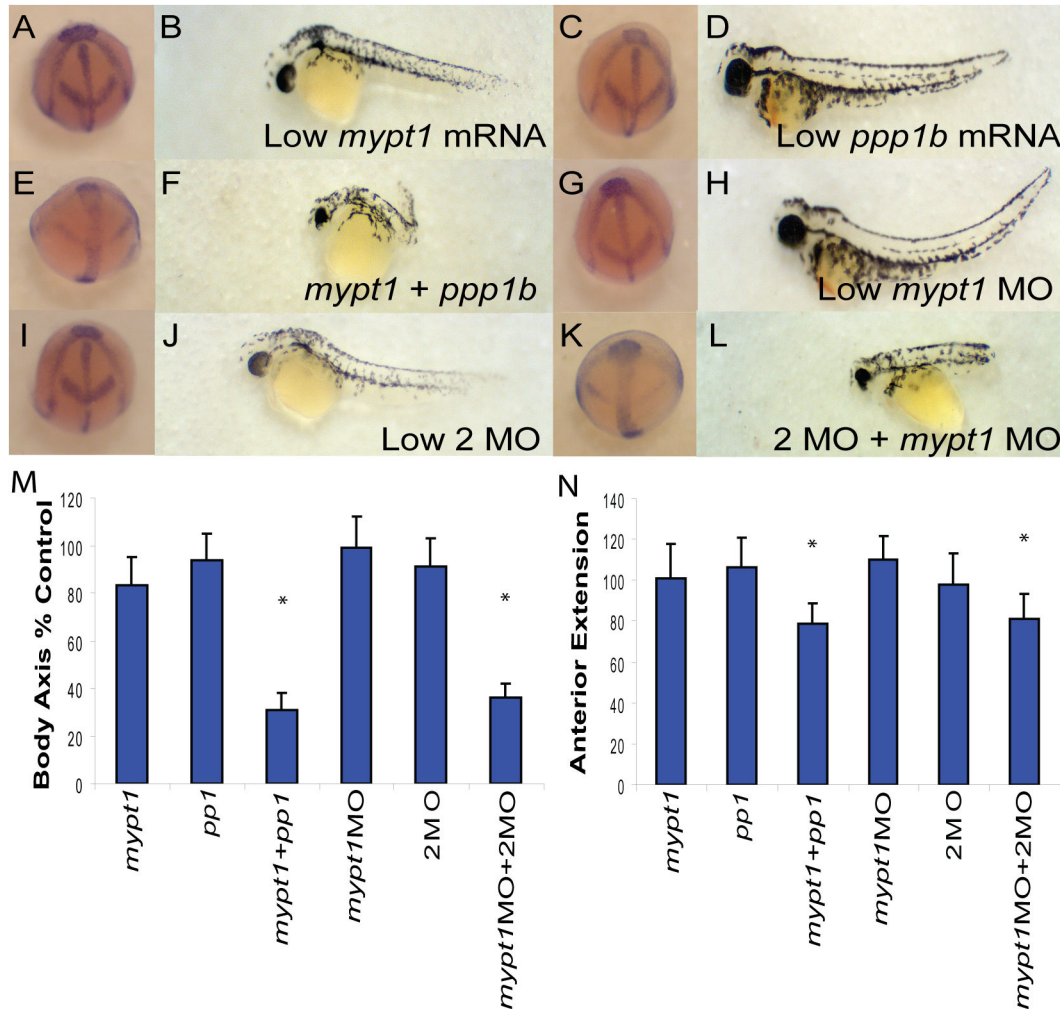 A
B
C
D
Low mypt1 mRNA
Low ppp1b mRNA
E
F
G
H
mypt1 + ppp1b
Low mypt1 MO
I
J
K
L
Low 2 MO
2 MO + mypt1 MO
M
Body Axis % Control
120
100
80
60
40
20
0
*
*
mypt1
pp1
mypt1+pp1
mypt1MO
2MO
mypt1MO+2MO
N
Anterior Extension
140
120
100
80
60
40
20
0
*
*
mypt1
pp1
mypt1+pp1
mypt1MO
2MO
mypt1MO+2MO